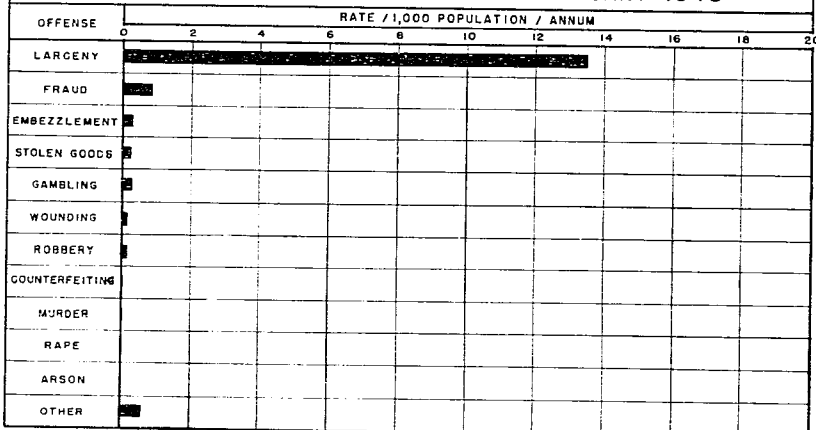 OFFENSE
RATE / 1,000 POPULATION / ANNUM
0 2 4 6 8 10 12 14 16 18 20
LARCENY
FRAUD
EMBEZZLEMENT
STOLEN GOODS
GAMBLING
WOUNDING
ROBBERY
COUNTERFEITING
MURDER
RAPE
ARSON
OTHER